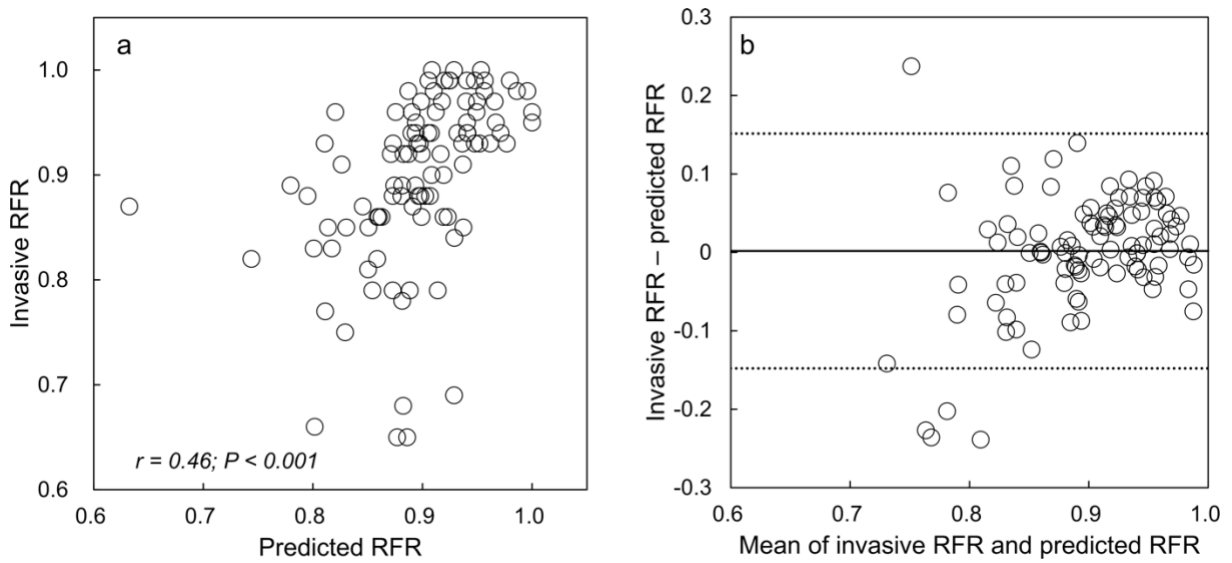 a
Invasive RFR
1.0
0.9
0.8
0.7
0.6
r = 0.46; P < 0.001
0.6 0.7 0.8 0.9 1.0
Predicted RFR
b
Invasive RFR – predicted RFR
0.3
0.2
0.1
0
-0.1
-0.2
-0.3
0.6 0.7 0.8 0.9 1.0
Mean of invasive RFR and predicted RFR